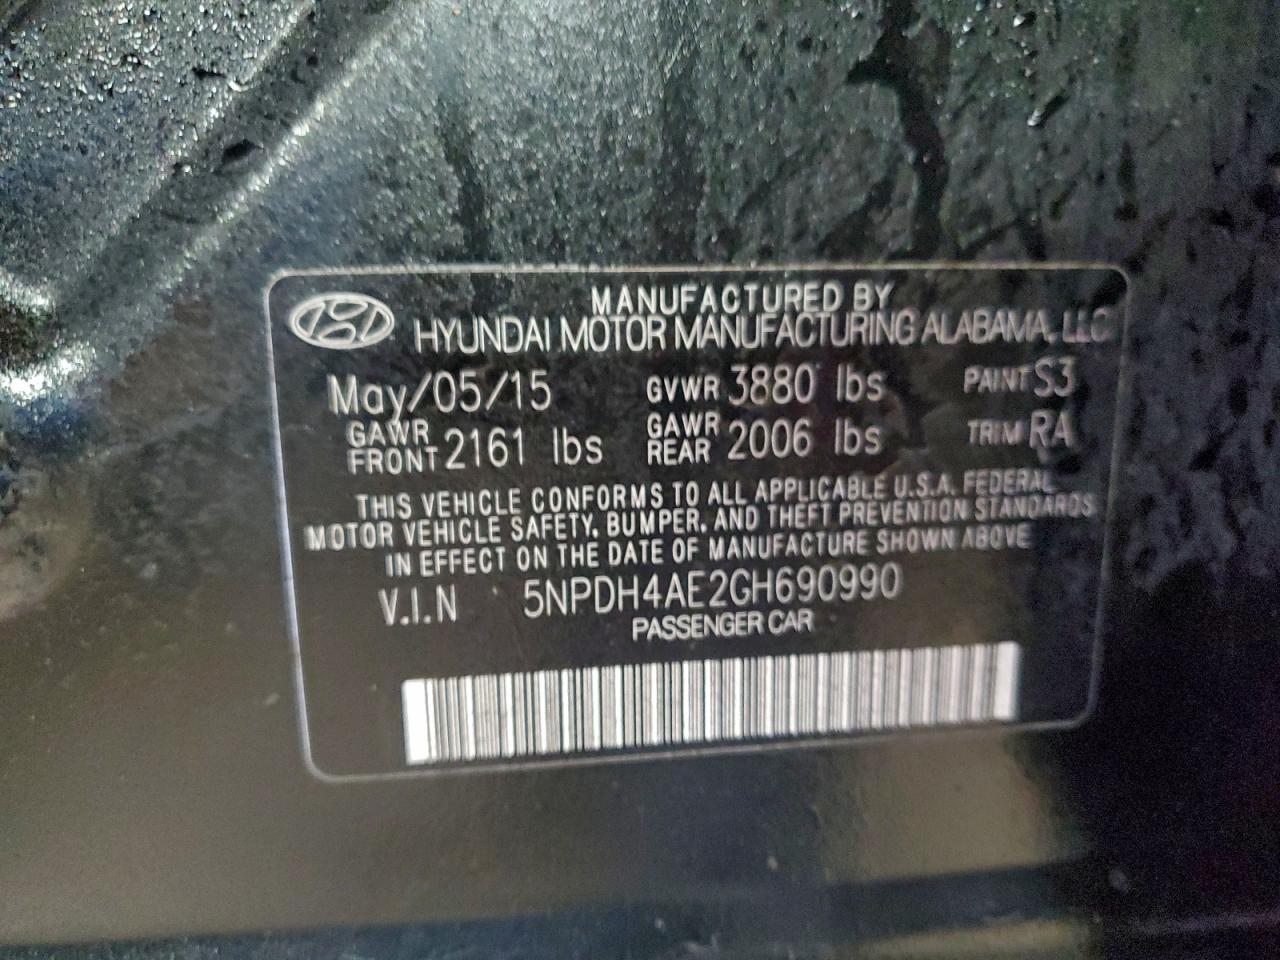 MANUFACTURED BY
HYUNDAI MOTOR MANUFACTURING ALABAMA, LLC
May/05/15 GVWR 3880 lbs PAINT S3
GAWR FRONT 2161 lbs GAWR REAR 2006 lbs TRIM RA
THIS VEHICLE CONFORMS TO ALL APPLICABLE U.S.A. FEDERAL
MOTOR VEHICLE SAFETY, BUMPER, AND THEFT PREVENTION STANDARDS
IN EFFECT ON THE DATE OF MANUFACTURE SHOWN ABOVE
V.I.N 5NPDH4AE2GH690990
PASSENGER CAR